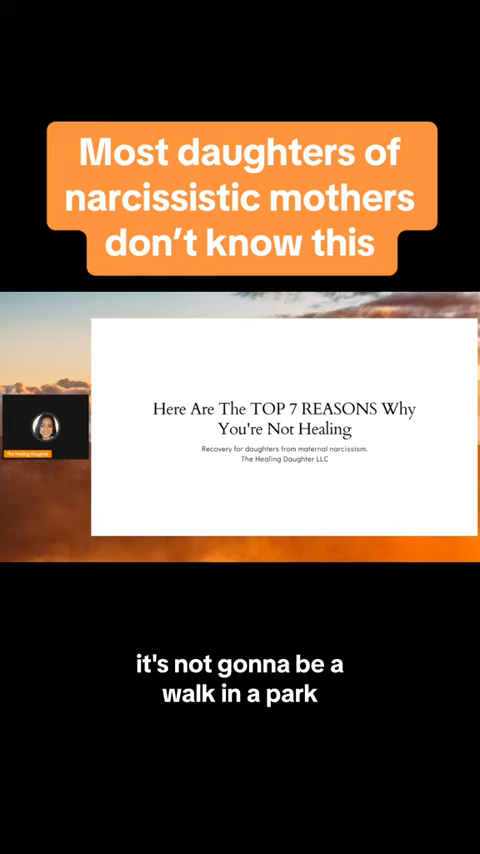 Most daughters of
narcissistic mothers
don't know this
Here Are The TOP 7 REASONS Why
You're Not Healing
Recovery for daughters from maternal narcissism.
The Healing Daughter LLC
The Healing Daughter
it's not gonna be a
walk in a park